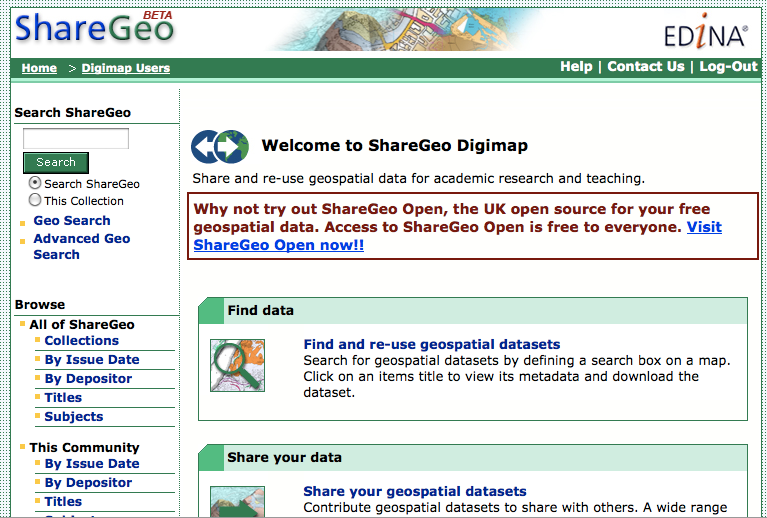 ShareGeo BETA
EDINA®
Home > Digimap Users
Help | Contact Us | Log-Out
Search ShareGeo
Search
Search ShareGeo
This Collection
Geo Search
Advanced Geo
Search
Browse
All of ShareGeo
Collections
By Issue Date
By Depositor
Titles
Subjects
This Community
By Issue Date
By Depositor
Titles
Welcome to ShareGeo Digimap
Share and re-use geospatial data for academic research and teaching.
Why not try out ShareGeo Open, the UK open source for your free
geospatial data. Access to ShareGeo Open is free to everyone. Visit
ShareGeo Open now!!
Find data
Find and re-use geospatial datasets
Search for geospatial datasets by defining a search box on a map.
Click on an items title to view its metadata and download the
dataset.
Share your data
Share your geospatial datasets
Contribute geospatial datasets to share with others. A wide range